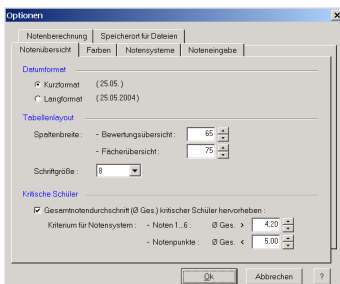 Optionen
Notenberechnung Speicherort für Dateien
Notenübersicht Farben Notensysteme Noteneingabe
Datumformat
Kurzformat (25.05.)
Langformat (25.05.2004)
Tabellenlayout
Spaltenbreite: - Bewertungsübersicht: 65
- Fächerübersicht: 75
Schriftgröße: 8
Kritische Schüler
Gesamtnotendurchschnitt (Ø Ges.) kritischer Schüler hervorheben:
Kriterium für Notensystem: - Noten 1..6: Ø Ges. > 4,20
- Notenpunkte: Ø Ges. < 5,00
Ok Abbrechen ?